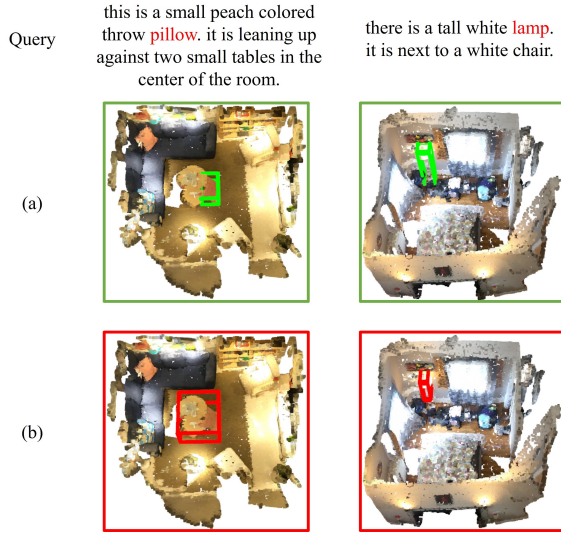 Query
this is a small peach colored
throw pillow. it is leaning up
against two small tables in the
center of the room.
there is a tall white lamp.
it is next to a white chair.
(a)
(b)